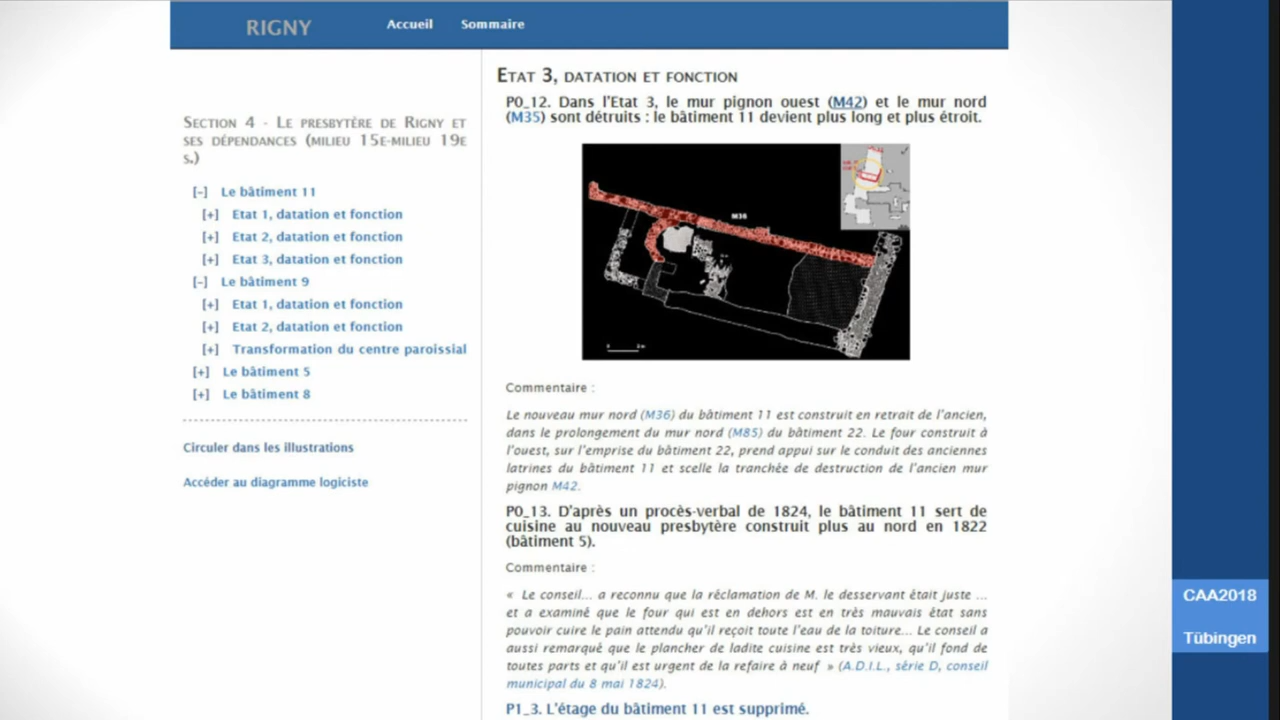 RIGNY Accueil Sommaire
SECTION 4 - LE PRESBYTÈRE DE RIGNY ET
SES DÉPENDANCES (MILIEU 15E-MILIEU 19E
S.)
[-] Le bâtiment 11
[+] Etat 1, datation et fonction
[+] Etat 2, datation et fonction
[+] Etat 3, datation et fonction
[-] Le bâtiment 9
[+] Etat 1, datation et fonction
[+] Etat 2, datation et fonction
[+] Transformation du centre paroissial
[+] Le bâtiment 5
[+] Le bâtiment 8
Circuler dans les illustrations
Accéder au diagramme logiciste
ETAT 3, DATATION ET FONCTION
P0_12. Dans l'Etat 3, le mur pignon ouest (M42) et le mur nord
(M35) sont détruits : le bâtiment 11 devient plus long et plus étroit.
M36
Commentaire :
Le nouveau mur nord (M36) du bâtiment 11 est construit en retrait de l'ancien,
dans le prolongement du mur nord (M85) du bâtiment 22. Le four construit à
l'ouest, sur l'emprise du bâtiment 22, prend appui sur le conduit des anciennes
latrines du bâtiment 11 et scelle la tranchée de destruction de l'ancien mur
pignon M42.
P0_13. D'après un procès-verbal de 1824, le bâtiment 11 sert de
cuisine au nouveau presbytère construit plus au nord en 1822
(bâtiment 5).
Commentaire :
« Le conseil... a reconnu que la réclamation de M. le desservant était juste ...
et a examiné que le four qui est en dehors est en très mauvais état sans
pouvoir cuire le pain attendu qu'il reçoit toute l'eau de la toiture... Le conseil a
aussi remarqué que le plancher de ladite cuisine est très vieux, qu'il fond de
toutes parts et qu'il est urgent de la refaire à neuf » (A.D.I.L., série D, conseil
municipal du 8 mai 1824).
P1_3. L'étage du bâtiment 11 est supprimé.
CAA2018
Tübingen